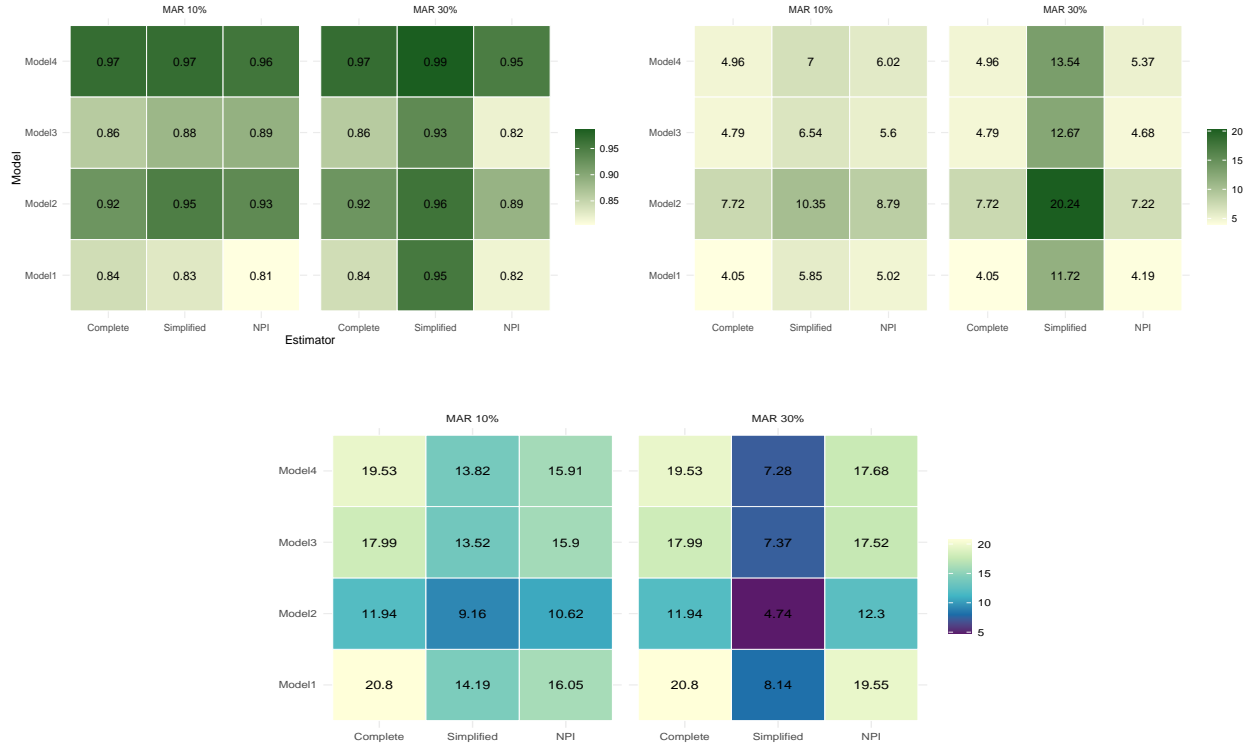 MAR 10% MAR 30%
Model4 0.97 0.97 0.96 0.97 0.99 0.95
Model3 0.86 0.88 0.89 0.86 0.93 0.82
Model2 0.92 0.95 0.93 0.92 0.96 0.89
Model1 0.84 0.83 0.81 0.84 0.95 0.82
Complete Simplified NPI Complete Simplified NPI
Model
Estimator
0.95
0.90
0.85
MAR 10% MAR 30%
Model4 4.96 7 6.02 4.96 13.54 5.37
Model3 4.79 6.54 5.6 4.79 12.67 4.68
Model2 7.72 10.35 8.79 7.72 20.24 7.22
Model1 4.05 5.85 5.02 4.05 11.72 4.19
Complete Simplified NPI Complete Simplified NPI
20
15
10
5
MAR 10% MAR 30%
Model4 19.53 13.82 15.91 19.53 7.28 17.68
Model3 17.99 13.52 15.9 17.99 7.37 17.52
Model2 11.94 9.16 10.62 11.94 4.74 12.3
Model1 20.8 14.19 16.05 20.8 8.14 19.55
Complete Simplified NPI Complete Simplified NPI
20
15
10
5